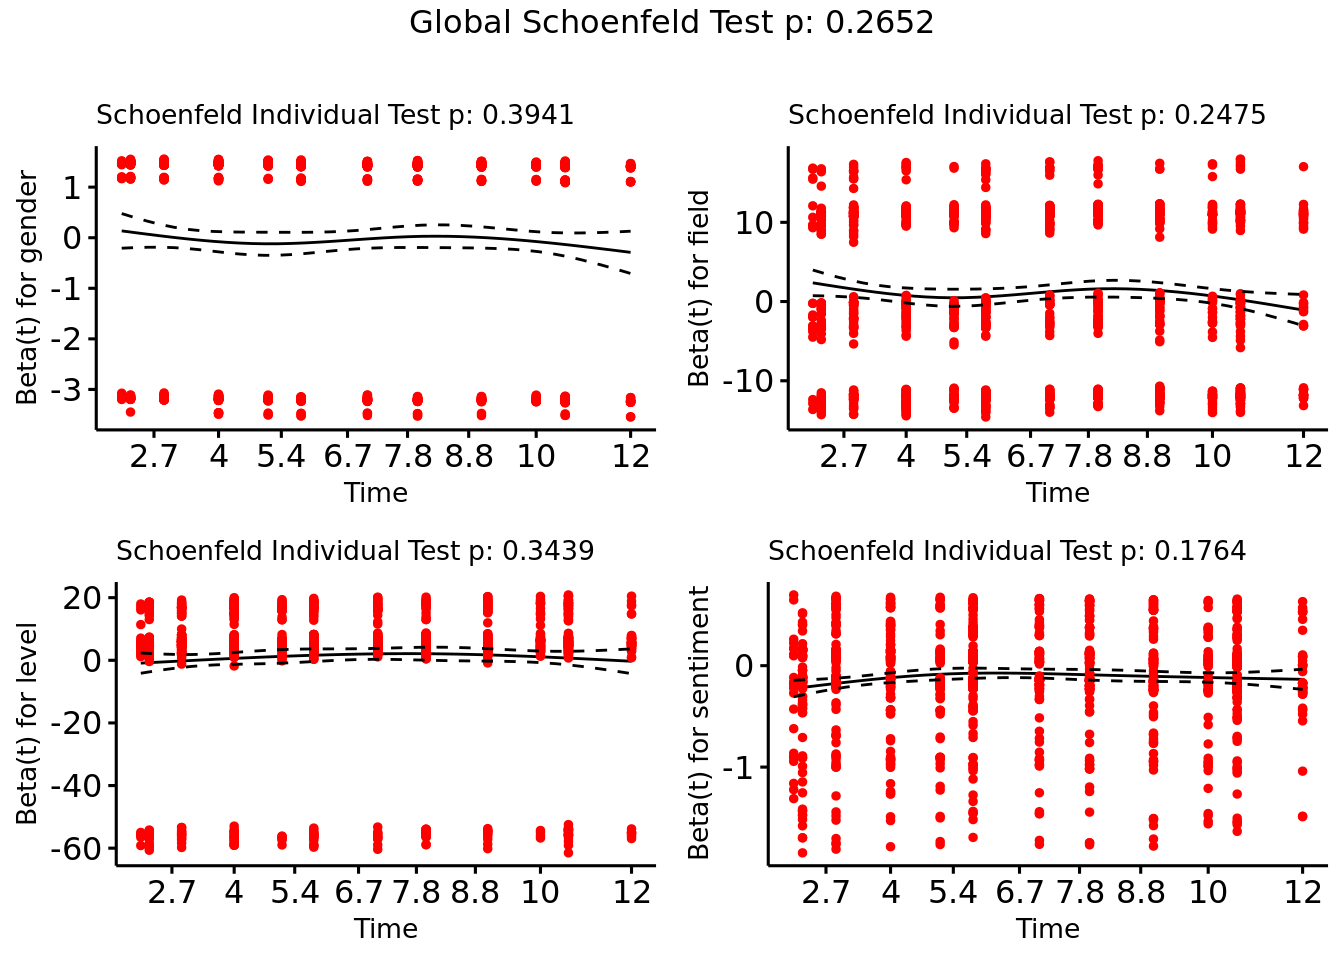 Global Schoenfeld Test p: 0.2652
Schoenfeld Individual Test p: 0.3941
Beta(t) for gender
1
0
-1
-2
-3
2.7 4 5.4 6.7 7.8 8.8 10 12
Time
Schoenfeld Individual Test p: 0.2475
Beta(t) for field
10
0
-10
2.7 4 5.4 6.7 7.8 8.8 10 12
Time
Schoenfeld Individual Test p: 0.3439
Beta(t) for level
20
0
-20
-40
-60
2.7 4 5.4 6.7 7.8 8.8 10 12
Time
Schoenfeld Individual Test p: 0.1764
Beta(t) for sentiment
0
-1
2.7 4 5.4 6.7 7.8 8.8 10 12
Time